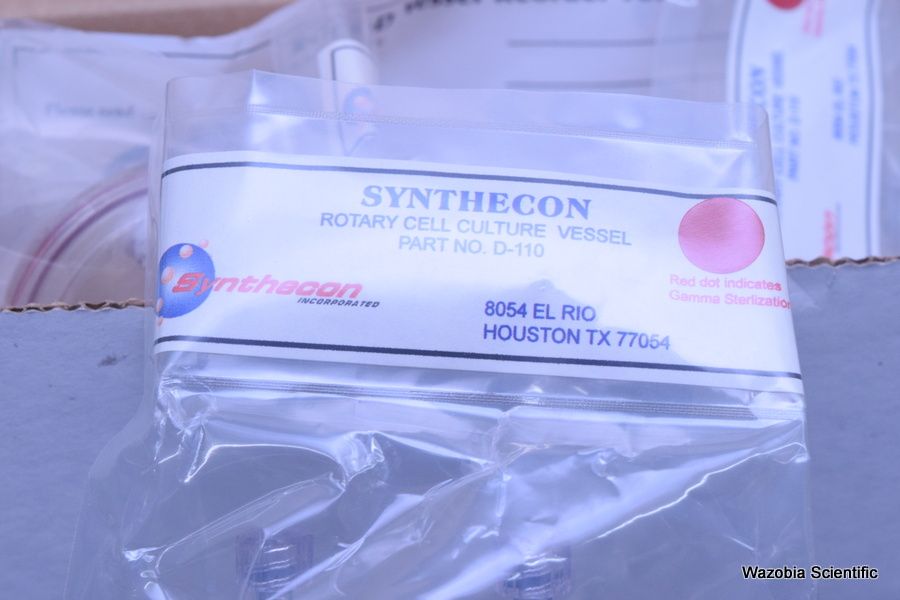 SYNTHECON
ROTARY CELL CULTURE VESSEL
PART NO. D-110
Synthecon
INCORPORATED
8054 EL RIO
HOUSTON TX 77054
Red dot indicates
Gamma Sterlization
Wazobia Scientific